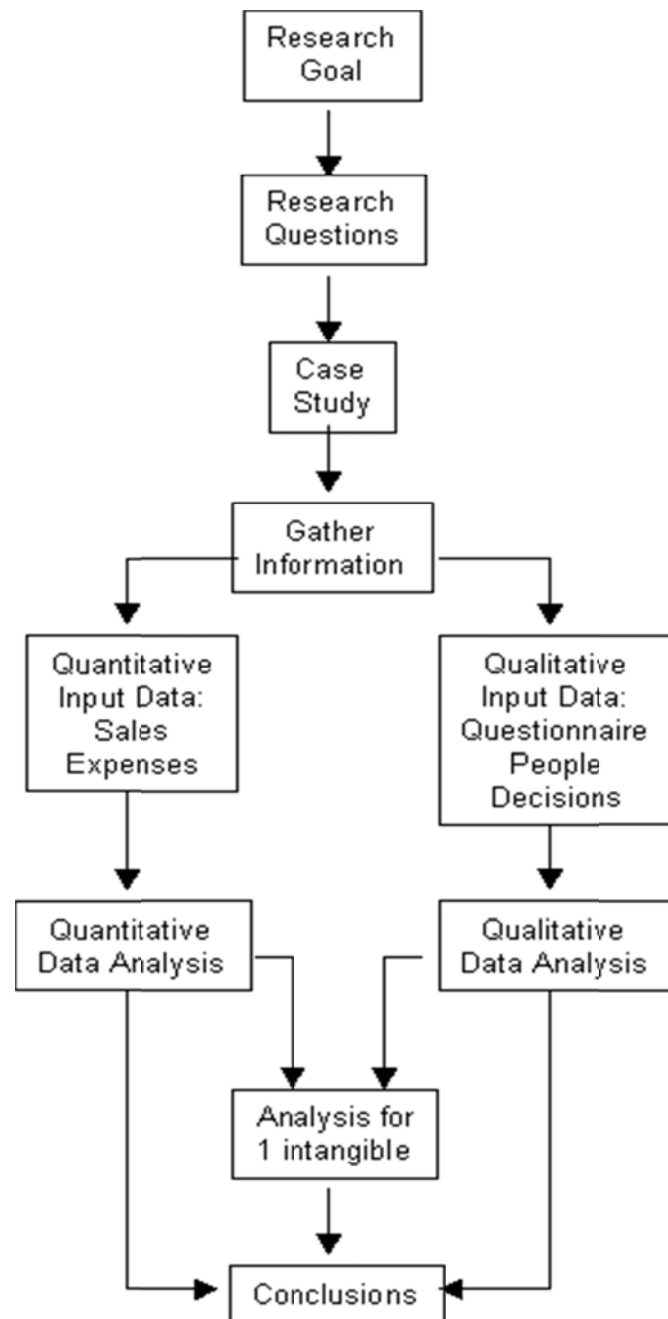 Research
Goal
Research
Questions
Case
Study
Gather
Information
Quantitative
Input Data:
Sales
Expenses
Qualitative
Input Data:
Questionnaire
People
Decisions
Quantitative
Data Analysis
Qualitative
Data Analysis
Analysis for
1 intangible
Conclusions